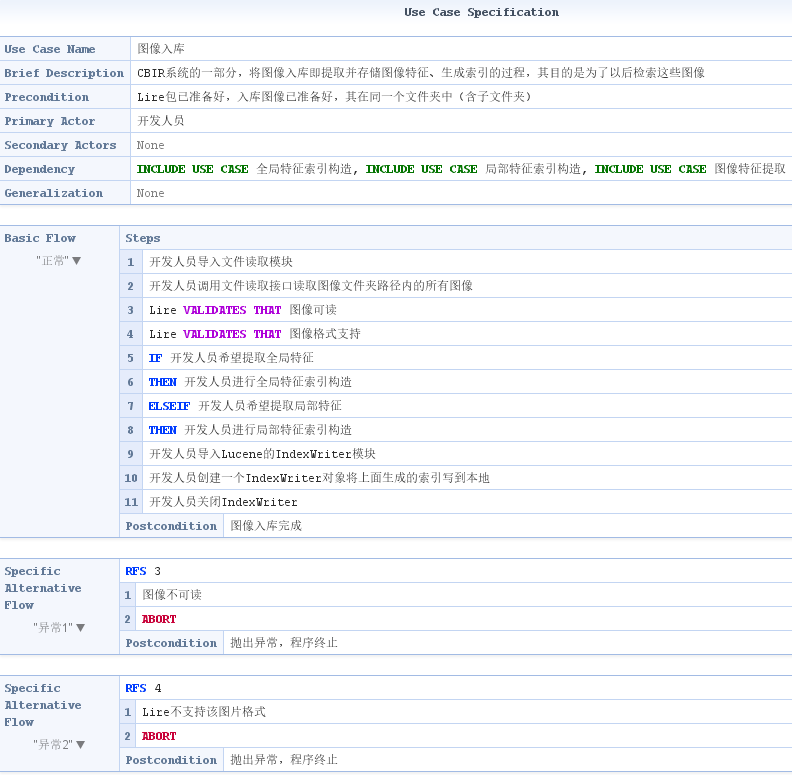 Use Case Specification
Use Case Name 图像入库
Brief Description CBIR系统的一部分，将图像入库即提取并存储图像特征、生成索引的过程，其目的是为了以后检索这些图像
Precondition Lire包已准备好，入库图像已准备好，其在同一个文件夹中（含子文件夹）
Primary Actor 开发人员
Secondary Actors None
Dependency INCLUDE USE CASE 全局特征索引构造, INCLUDE USE CASE 局部特征索引构造, INCLUDE USE CASE 图像特征提取
Generalization None
Basic Flow Steps
"正常" ▼
1 开发人员导入文件读取模块
2 开发人员调用文件读取接口读取图像文件夹路径内的所有图像
3 Lire VALIDATES THAT 图像可读
4 Lire VALIDATES THAT 图像格式支持
5 IF 开发人员希望提取全局特征
6 THEN 开发人员进行全局特征索引构造
7 ELSEIF 开发人员希望提取局部特征
8 THEN 开发人员进行局部特征索引构造
9 开发人员导入Lucene的IndexWriter模块
10 开发人员创建一个IndexWriter对象将上面生成的索引写到本地
11 开发人员关闭IndexWriter
Postcondition 图像入库完成
Specific Alternative Flow
"异常1" ▼
RFS 3
1 图像不可读
2 ABORT
Postcondition 抛出异常，程序终止
Specific Alternative Flow
"异常2" ▼
RFS 4
1 Lire不支持该图片格式
2 ABORT
Postcondition 抛出异常，程序终止